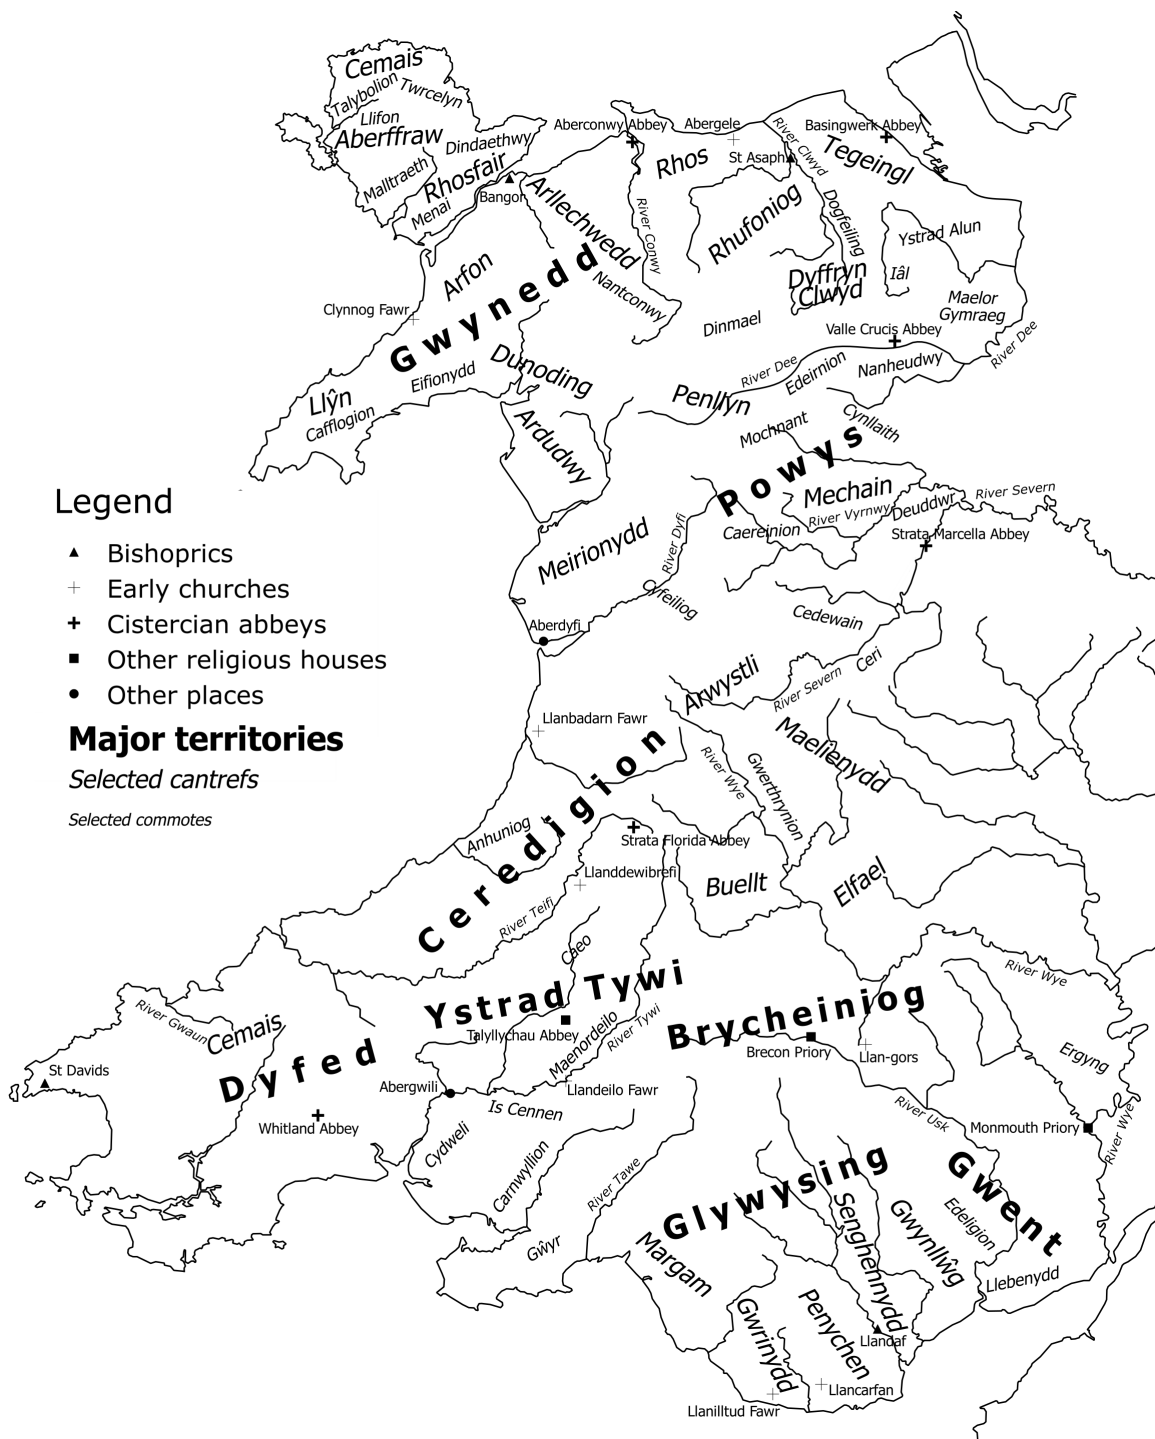 Cemais
Talybolion
Twrcelyn
Llifon
Aberffraw
Dindaethwy
Malltraeth
Rhosfair
Menai
Bangor
Aberconwy Abbey
Abergele
Rhos
St Asaph
River Clwyd
Basingwerk Abbey
Tegeingl
Arllechwedd
River Conwy
Rhufoniog
Dogfeiling
Ystrad Alun
Arfon
Nantconwy
Dyffryn
Clwyd
Iâl
Maelor
Gymraeg
Clynnog Fawr
Gwynedd
Dinmael
Valle Crucis Abbey
River Dee
Dunoding
Eifionydd
River Dee
Edeirnion
Nanheudwy
Llŷn
Cafflogion
Penllyn
Ardudwy
Mochnant
Cynllaith
Powys
Legend
Bishoprics
Early churches
Cistercian abbeys
Other religious houses
Other places
Major territories
Selected cantrefs
Selected commotes
Mechain
River Vyrnwy
Deuddwr
River Severn
Meirionydd
River Dyfi
Caereinion
Strata Marcella Abbey
Cyfeiliog
Aberdyfi
Cedewain
Arwystli
River Severn
Ceri
Llanbadarn Fawr
Maelienydd
River Wye
Gwerthrynion
Ceredigion
Anhuniog
Strata Florida Abbey
Llanddewibrefi
Buellt
Elfael
River Teifi
Caeo
Ystrad Tywi
River Wye
River Gwaun
Cemais
Talyllychau Abbey
Maenordeilo
River Tywi
Brycheiniog
Brecon Priory
Llan-gors
Ergyng
St Davids
Dyfed
Abergwili
Llandeilo Fawr
Is Cennen
Whitland Abbey
Cydweli
Carnwyllion
River Usk
Monmouth Priory
River Wye
River Tawe
Glywysing
Gwent
Senghennydd
Gwynllŵg
Edeligion
Gŵyr
Margam
Llebenydd
Gwrinydd
Penychen
Llandaf
Llancarfan
Llanilltud Fawr